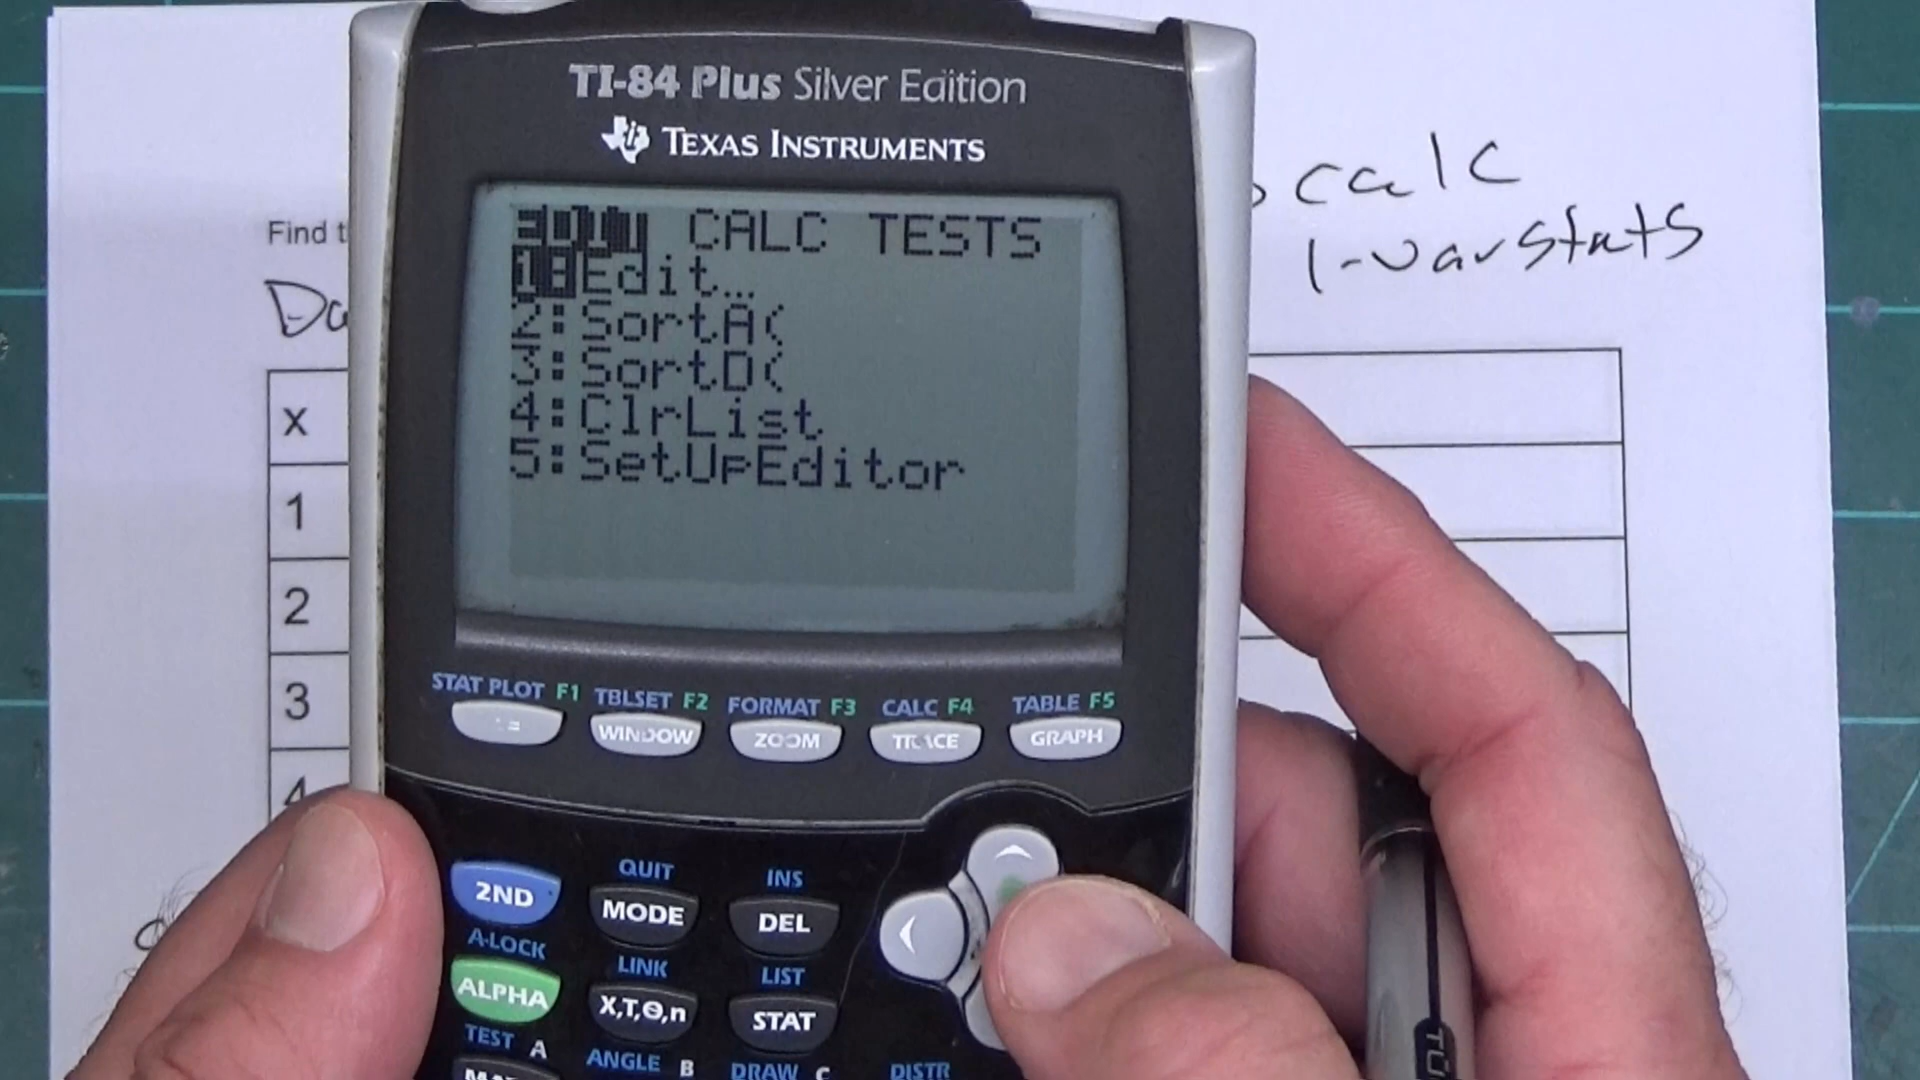 TI-84 Plus Silver Edition
TEXAS INSTRUMENTS
calc
1-varstats
Find t
Da
EDIT CALC TESTS
1:Edit…
2:SortA(
3:SortD(
4:ClrList
5:SetUpEditor
x
1
2
3
4
STAT PLOT F1 TBLSET F2 FORMAT F3 CALC F4 TABLE F5
WINDOW ZOOM TRACE GRAPH
QUIT INS
2ND MODE DEL
A-LOCK LINK LIST
ALPHA X,T,Θ,n STAT
TEST A ANGLE B DRAW C DISTR